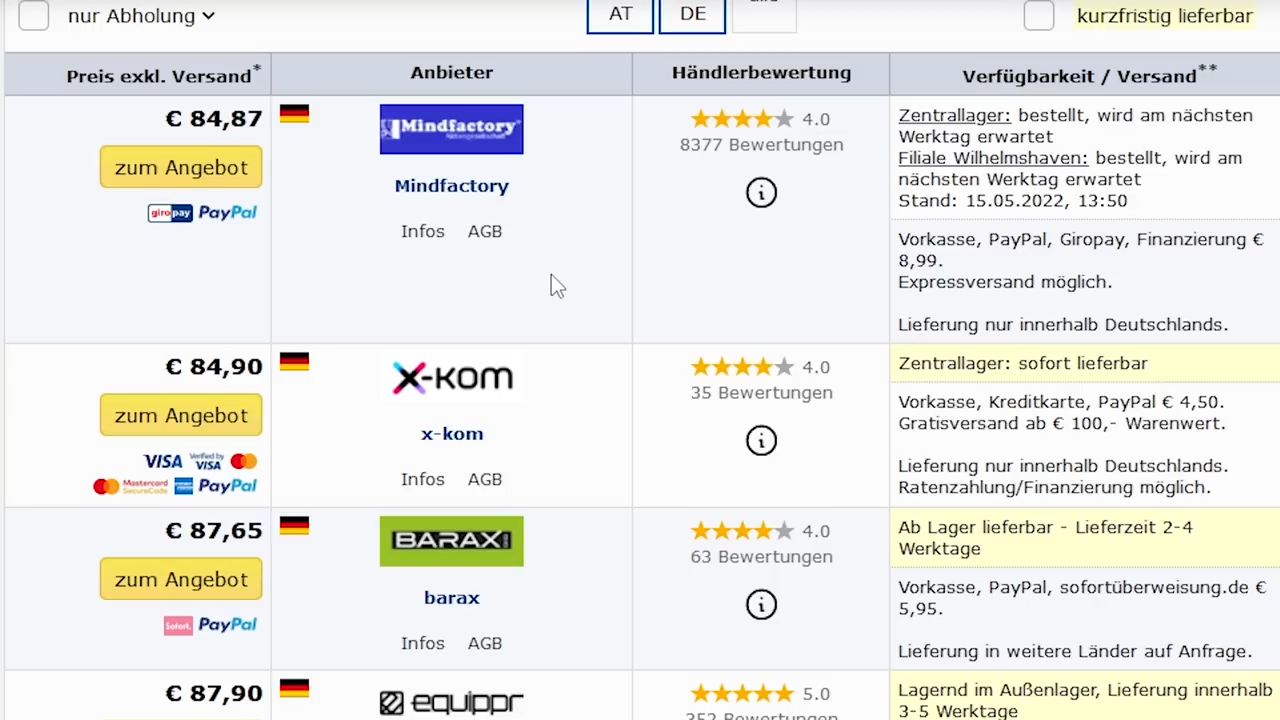 nur Abholung
AT
DE
kurzfristig lieferbar
Preis exkl. Versand*
Anbieter
Händlerbewertung
Verfügbarkeit / Versand**
€ 84,87
zum Angebot
giropay PayPal
Mindfactory
Mindfactory
Infos AGB
4.0
8377 Bewertungen
Zentrallager: bestellt, wird am nächsten
Werktag erwartet
Filiale Wilhelmshaven: bestellt, wird am
nächsten Werktag erwartet
Stand: 15.05.2022, 13:50
Vorkasse, PayPal, Giropay, Finanzierung €
8,99.
Expressversand möglich.
Lieferung nur innerhalb Deutschlands.
€ 84,90
zum Angebot
VISA Verified by VISA
Mastercard SecureCode PayPal
x-kom
x-kom
Infos AGB
4.0
35 Bewertungen
Zentrallager: sofort lieferbar
Vorkasse, Kreditkarte, PayPal € 4,50.
Gratisversand ab € 100,- Warenwert.
Lieferung nur innerhalb Deutschlands.
Ratenzahlung/Finanzierung möglich.
€ 87,65
zum Angebot
Sofort. PayPal
BARAX
barax
Infos AGB
4.0
63 Bewertungen
Ab Lager lieferbar - Lieferzeit 2-4
Werktage
Vorkasse, PayPal, sofortüberweisung.de €
5,95.
Lieferung in weitere Länder auf Anfrage.
€ 87,90
equippr
5.0
352 Bewertungen
Lagernd im Außenlager, Lieferung innerhalb
3-5 Werktage